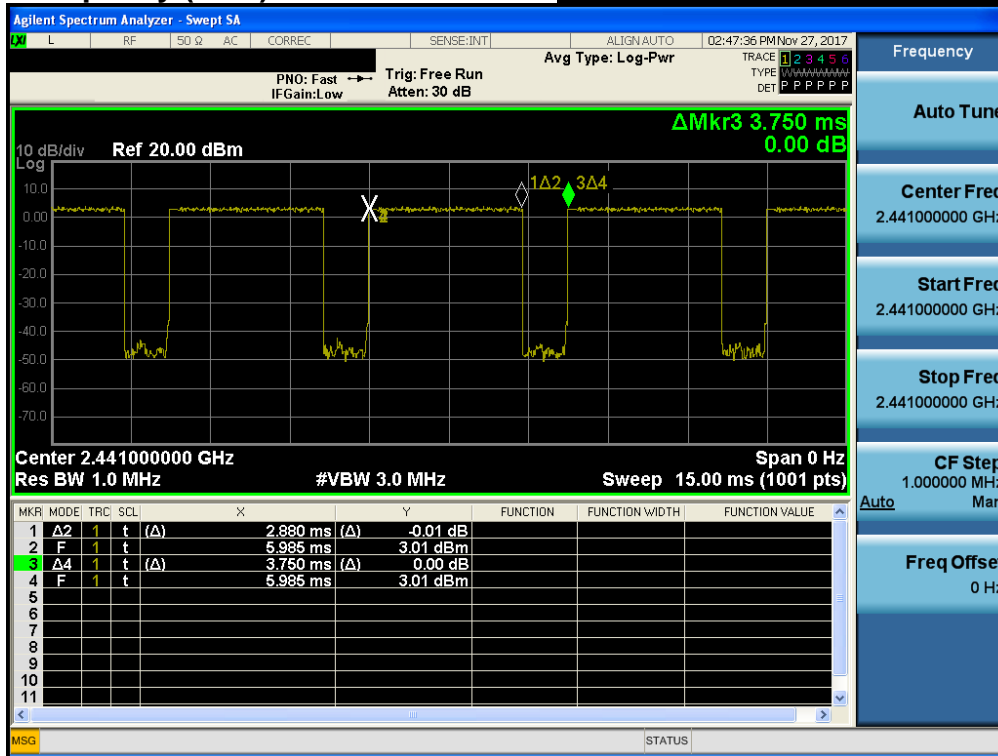 Agilent Spectrum Analyzer - Swept SA
LXI L RF 50 Ω AC CORREC SENSE:INT ALIGN AUTO 02:47:36 PM Nov 27, 2017
Avg Type: Log-Pwr
TRACE 1 2 3 4 5 6
PNO: Fast Trig: Free Run
TYPE WWWWWW
IFGain:Low Atten: 30 dB
DET P P P P P P
ΔMkr3 3.750 ms
0.00 dB
10 dB/div Ref 20.00 dBm
Log
1Δ2 3Δ4
10.0
0.00
-10.0
-20.0
-30.0
-40.0
-50.0
-60.0
-70.0
Center 2.441000000 GHz Span 0 Hz
Res BW 1.0 MHz #VBW 3.0 MHz Sweep 15.00 ms (1001 pts)
MKR MODE TRC SCL X Y FUNCTION FUNCTION WIDTH FUNCTION VALUE
1 Δ2 1 t (Δ) 2.880 ms (Δ) -0.01 dB
2 F 1 t 5.985 ms 3.01 dBm
3 Δ4 1 t (Δ) 3.750 ms (Δ) 0.00 dB
4 F 1 t 5.985 ms 3.01 dBm
5
6
7
8
9
10
11
MSG STATUS
Frequency
Auto Tune
Center Freq
2.441000000 GHz
Start Freq
2.441000000 GHz
Stop Freq
2.441000000 GHz
CF Step
1.000000 MHz
Auto Man
Freq Offset
0 Hz